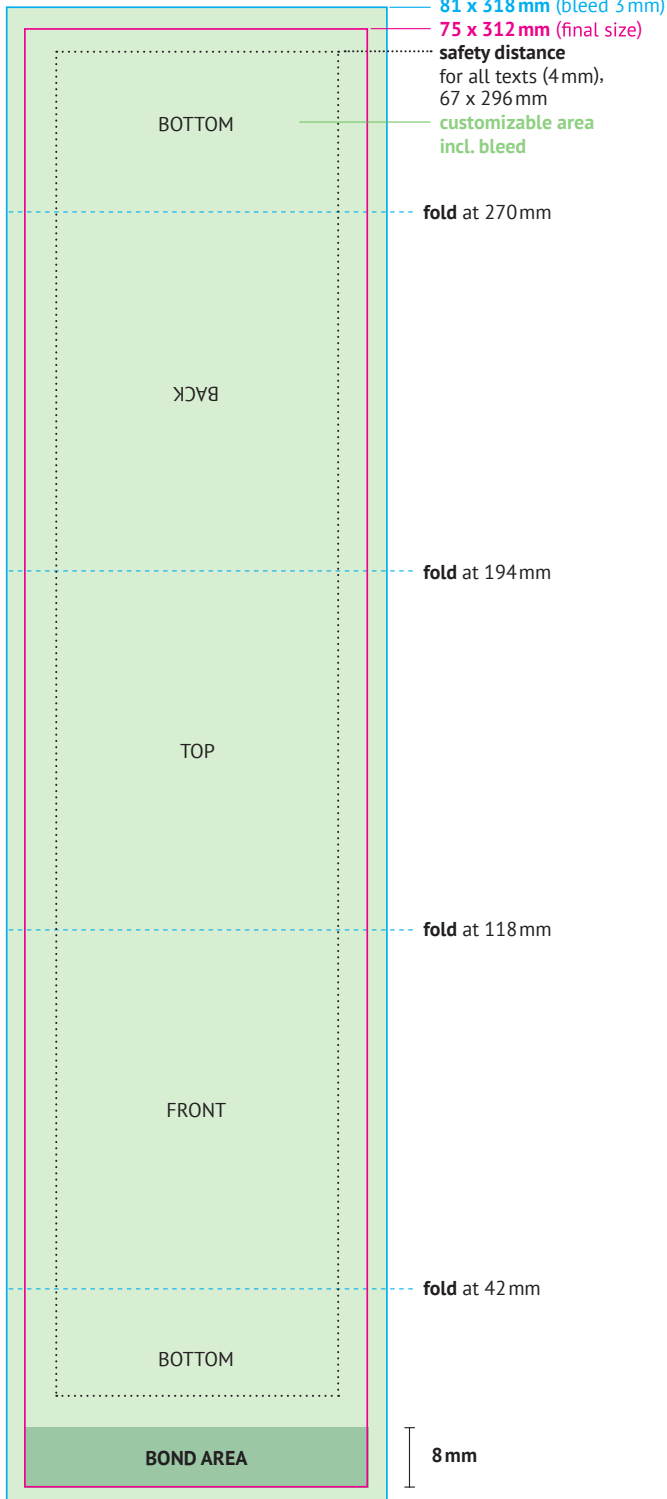 81 x 318 mm (bleed 3 mm)
75 x 312 mm (final size)
safety distance
for all texts (4 mm),
67 x 296 mm
customizable area
incl. bleed
BOTTOM
fold at 270 mm
BACK
fold at 194 mm
TOP
fold at 118 mm
FRONT
fold at 42 mm
BOTTOM
BOND AREA
8 mm